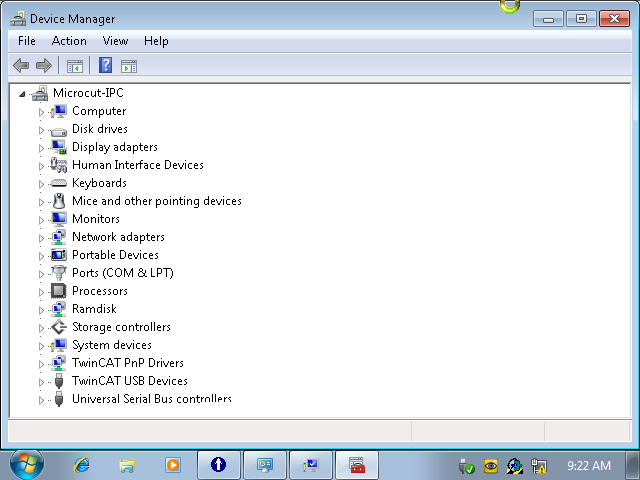 Device Manager
File Action View Help
Microcut-IPC
Computer
Disk drives
Display adapters
Human Interface Devices
Keyboards
Mice and other pointing devices
Monitors
Network adapters
Portable Devices
Ports (COM & LPT)
Processors
Ramdisk
Storage controllers
System devices
TwinCAT PnP Drivers
TwinCAT USB Devices
Universal Serial Bus controllers
9:22 AM